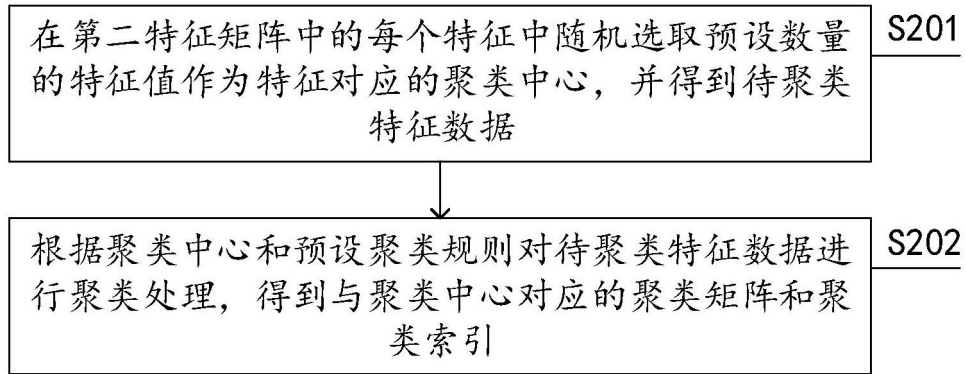 在第二特征矩阵中的每个特征中随机选取预设数量
的特征值作为特征对应的聚类中心，并得到待聚类
特征数据
S201
根据聚类中心和预设聚类规则对待聚类特征数据进
行聚类处理，得到与聚类中心对应的聚类矩阵和聚
类索引
S202